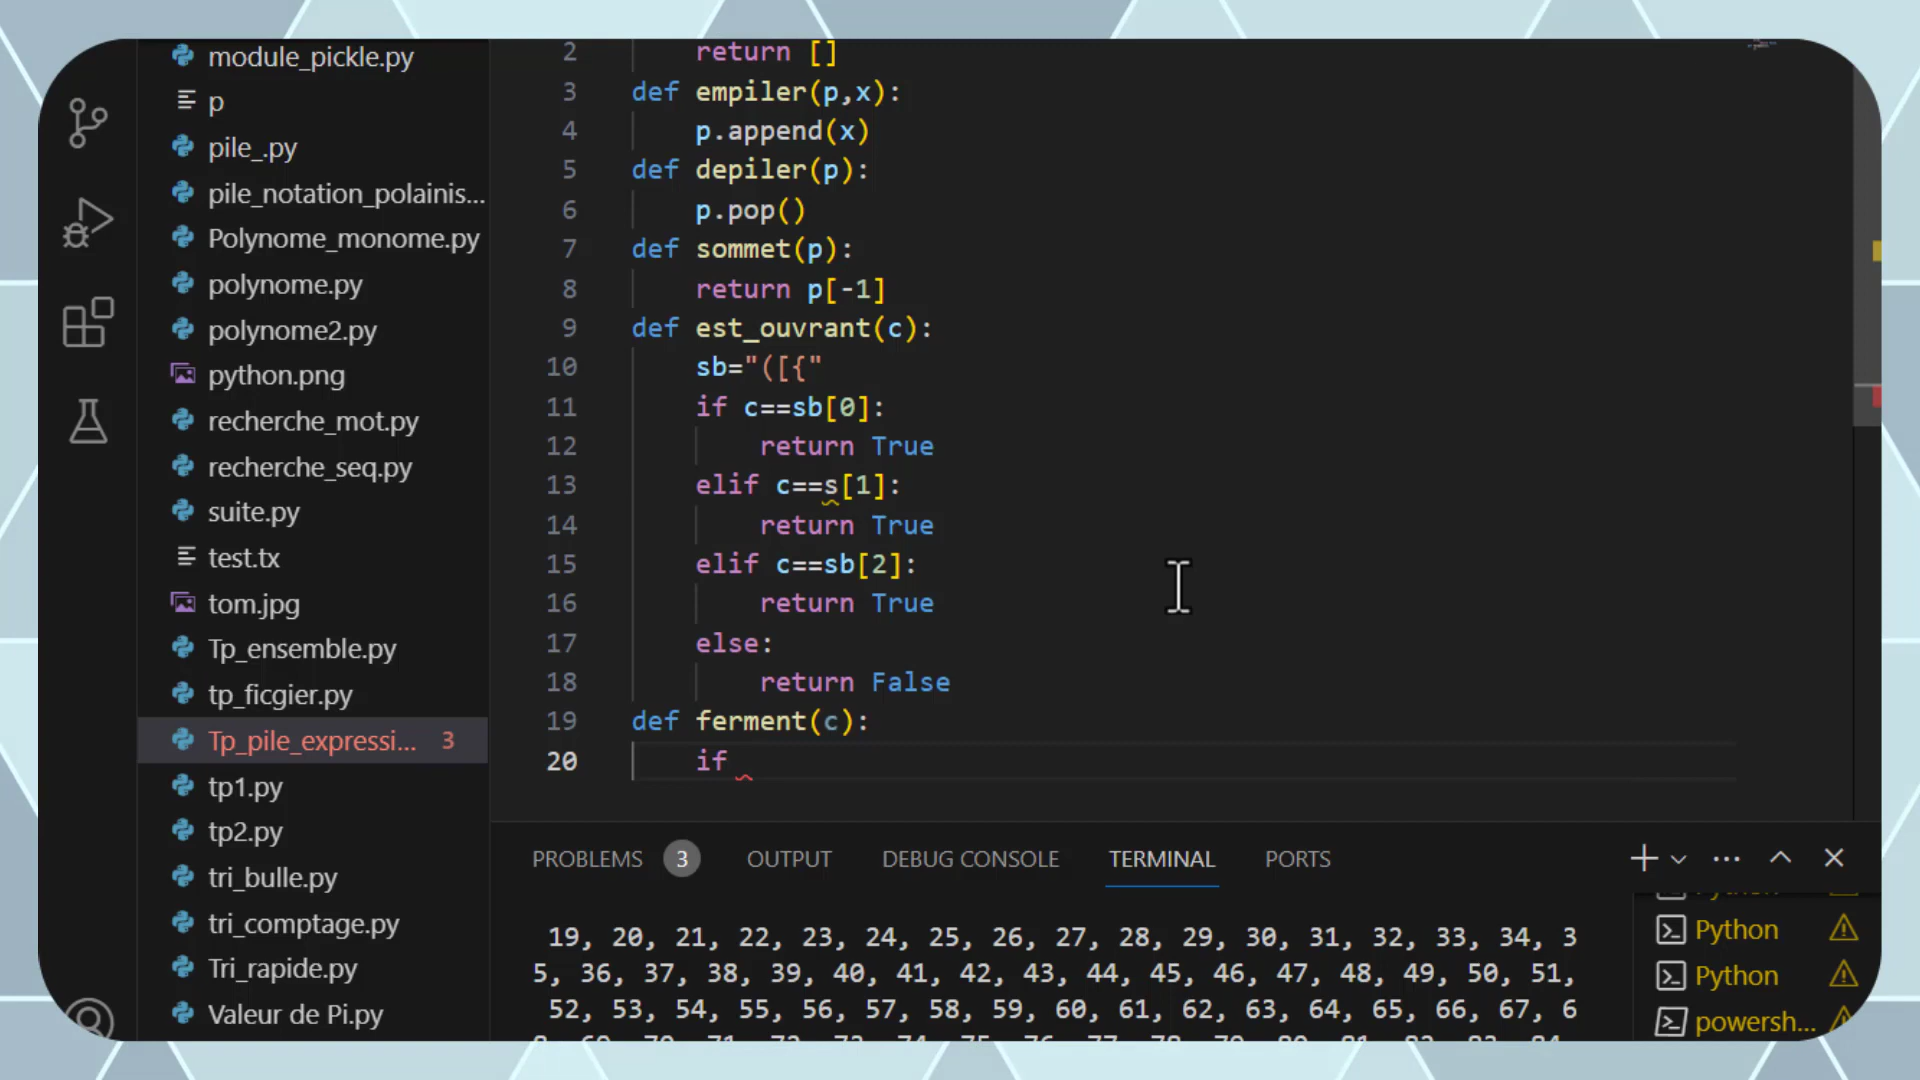 module_pickle.py
p
pile_.py
pile_notation_polainis...
Polynome_monome.py
polynome.py
polynome2.py
python.png
recherche_mot.py
recherche_seq.py
suite.py
test.tx
tom.jpg
Tp_ensemble.py
tp_ficgier.py
Tp_pile_expressi... 3
tp1.py
tp2.py
tri_bulle.py
tri_comptage.py
Tri_rapide.py
Valeur de Pi.py
2 return []
3 def empiler(p,x):
4 p.append(x)
5 def depiler(p):
6 p.pop()
7 def sommet(p):
8 return p[-1]
9 def est_ouvrant(c):
10 sb="([{"
11 if c==sb[0]:
12 return True
13 elif c==s[1]:
14 return True
15 elif c==sb[2]:
16 return True
17 else:
18 return False
19 def ferment(c):
20 if
PROBLEMS 3 OUTPUT DEBUG CONSOLE TERMINAL PORTS
19, 20, 21, 22, 23, 24, 25, 26, 27, 28, 29, 30, 31, 32, 33, 34, 3
5, 36, 37, 38, 39, 40, 41, 42, 43, 44, 45, 46, 47, 48, 49, 50, 51,
52, 53, 54, 55, 56, 57, 58, 59, 60, 61, 62, 63, 64, 65, 66, 67, 6
Python
Python
powersh...